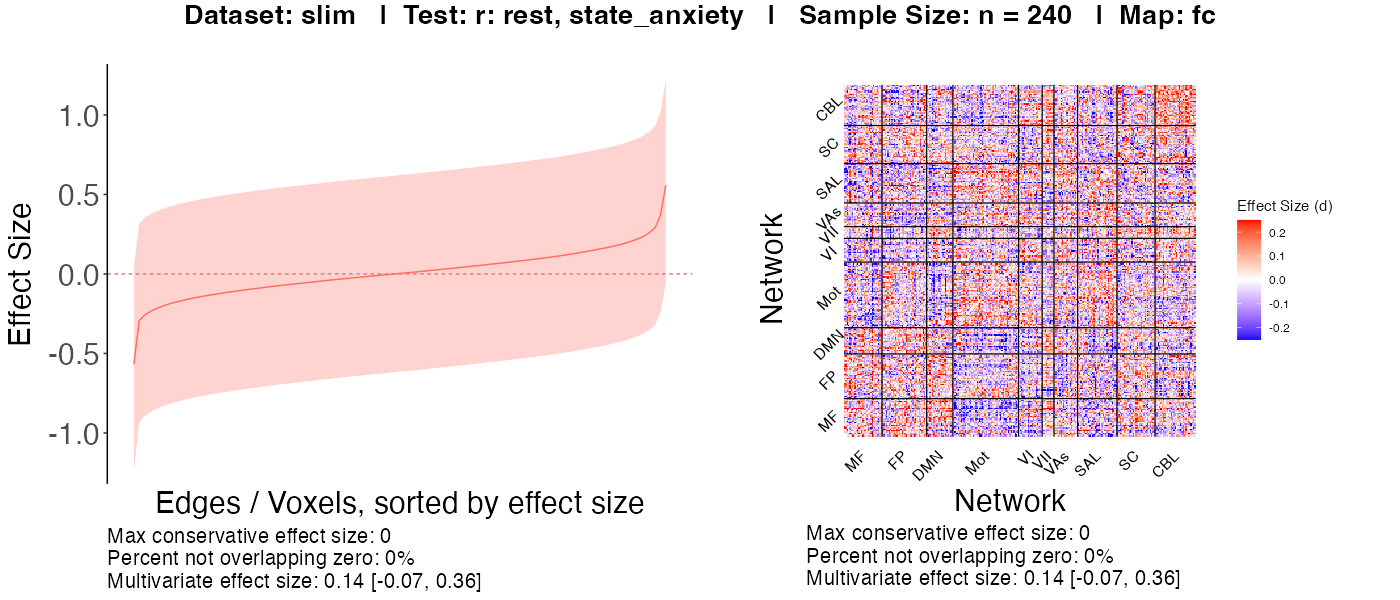 Dataset: slim | Test: r: rest, state_anxiety | Sample Size: n = 240 | Map: fc
Effect Size
1.0
0.5
0.0
-0.5
-1.0
Edges / Voxels, sorted by effect size
Max conservative effect size: 0
Percent not overlapping zero: 0%
Multivariate effect size: 0.14 [-0.07, 0.36]
Network
CBL
SC
SAL
VAs
VII
VI
Mot
DMN
FP
MF
MF
FP
DMN
Mot
VI
VII
VAs
SAL
SC
CBL
Network
Max conservative effect size: 0
Percent not overlapping zero: 0%
Multivariate effect size: 0.14 [-0.07, 0.36]
Effect Size (d)
0.2
0.1
0.0
-0.1
-0.2